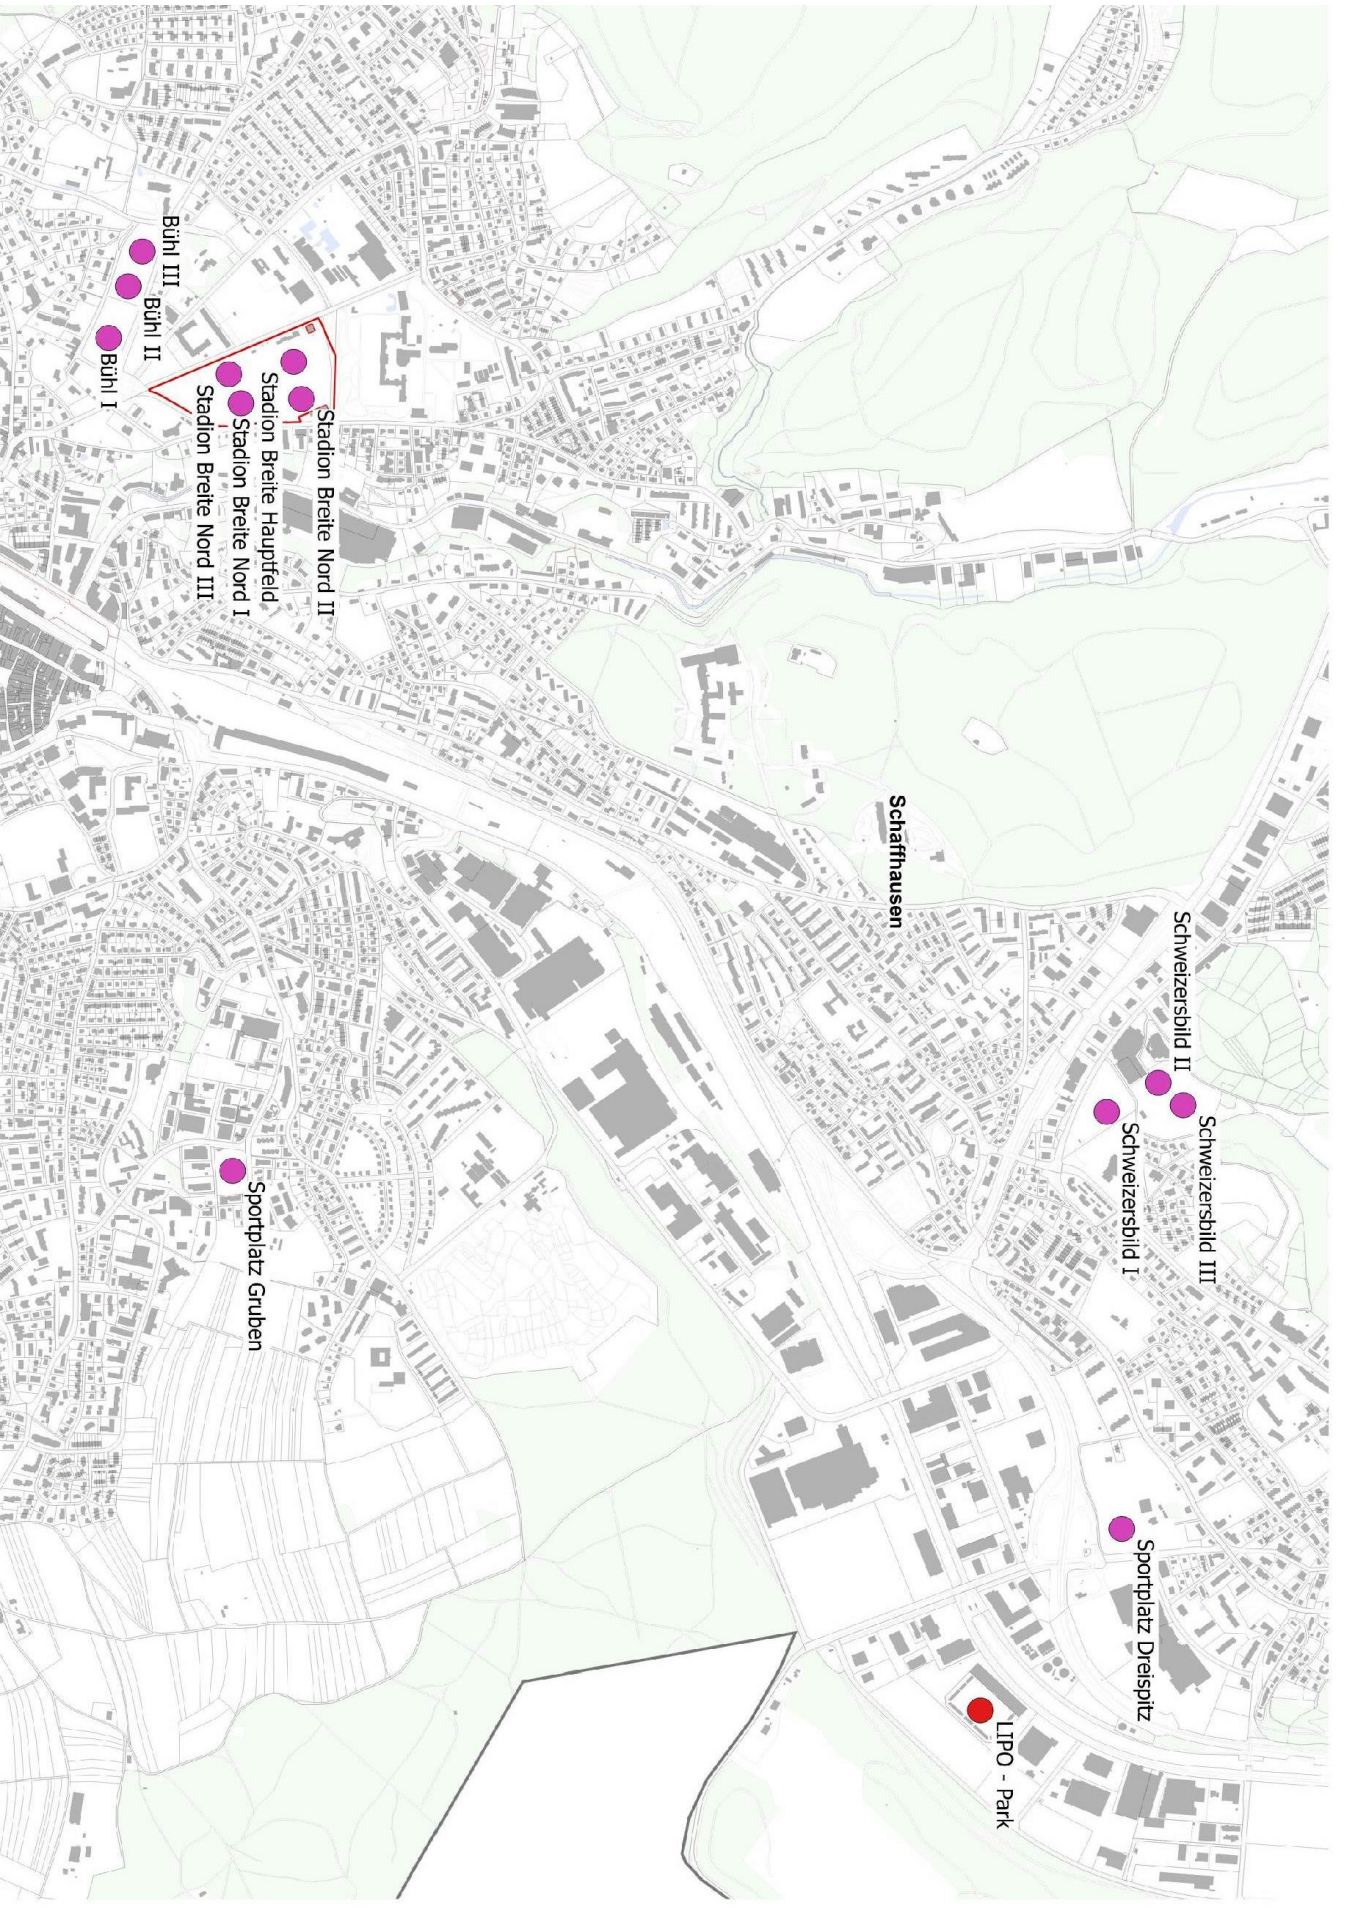 Schweizersbild III
Schweizersbild II
Schweizersbild I
Sportplatz Dreispitz
LIPO - Park
Schaffhausen
Stadion Breite Nord II
Stadion Breite Hauptfeld
Stadion Breite Nord I
Stadion Breite Nord III
Sportplatz Gruben
Bühl III
Bühl II
Bühl I